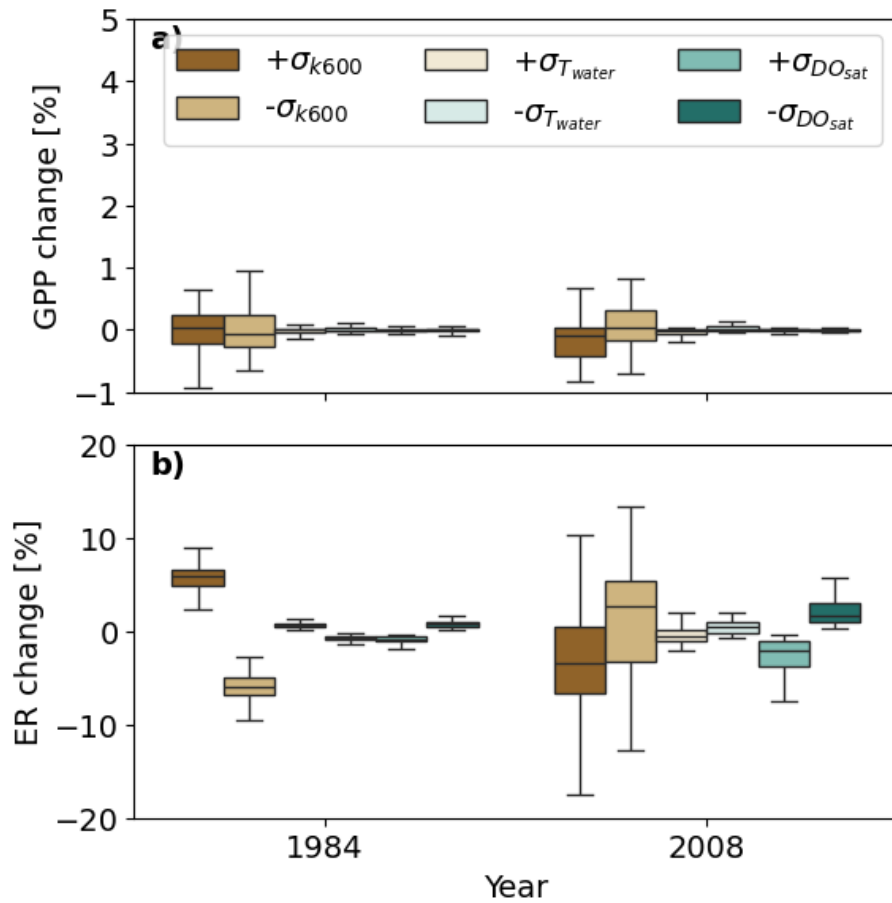 5
a)
+σk600 +σTwater +σDOsat
-σk600 -σTwater -σDOsat
4
3
2
1
0
−1
GPP change [%]
20
b)
10
0
−10
−20
ER change [%]
1984 2008
Year